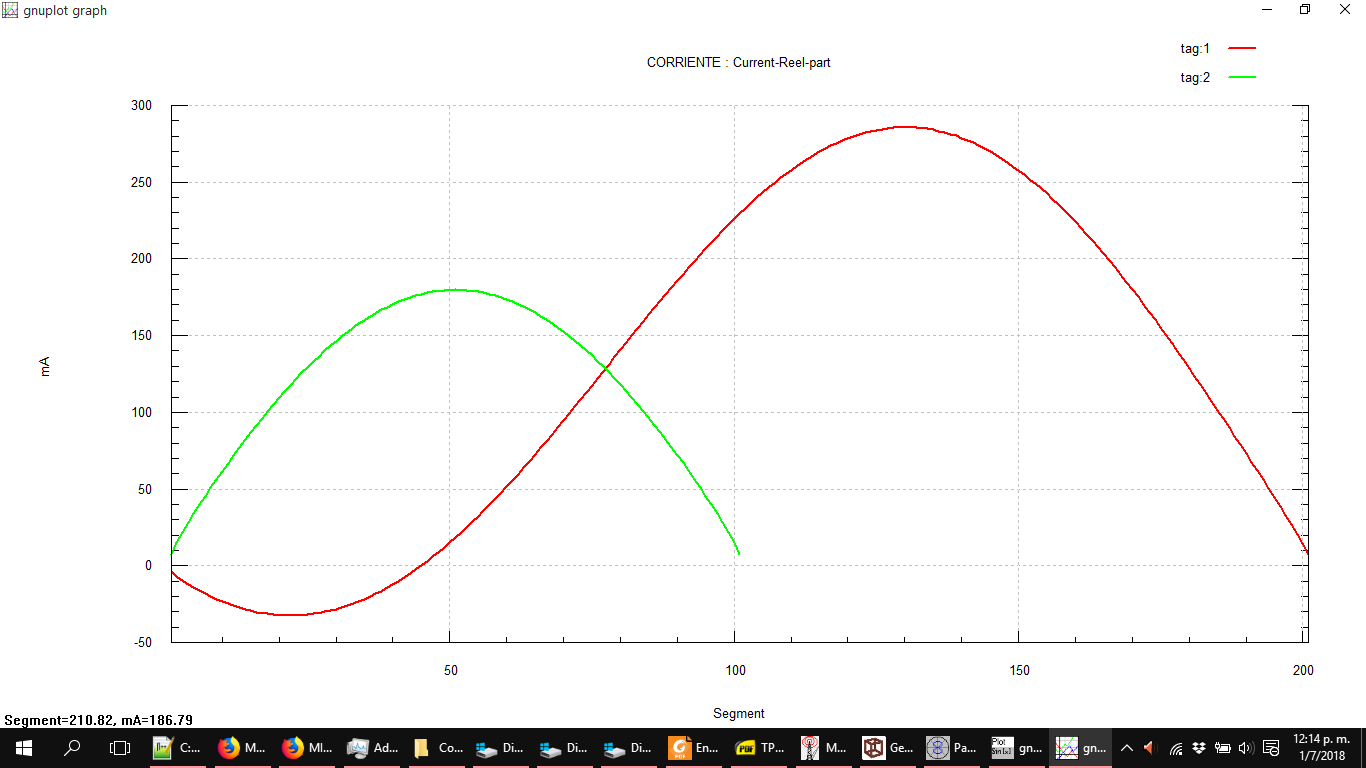 gnuplot graph
tag:1
CORRIENTE : Current-Reel-part
tag:2
300
250
200
150
100
50
0
-50
mA
50
100
150
200
Segment
Segment=210.82, mA=186.79
C:...
M...
MI...
Ad...
Co...
Di...
Di...
Di...
En...
PDF
TP...
M...
Ge...
Pa...
gn...
gn...
12:14 p. m.
1/7/2018